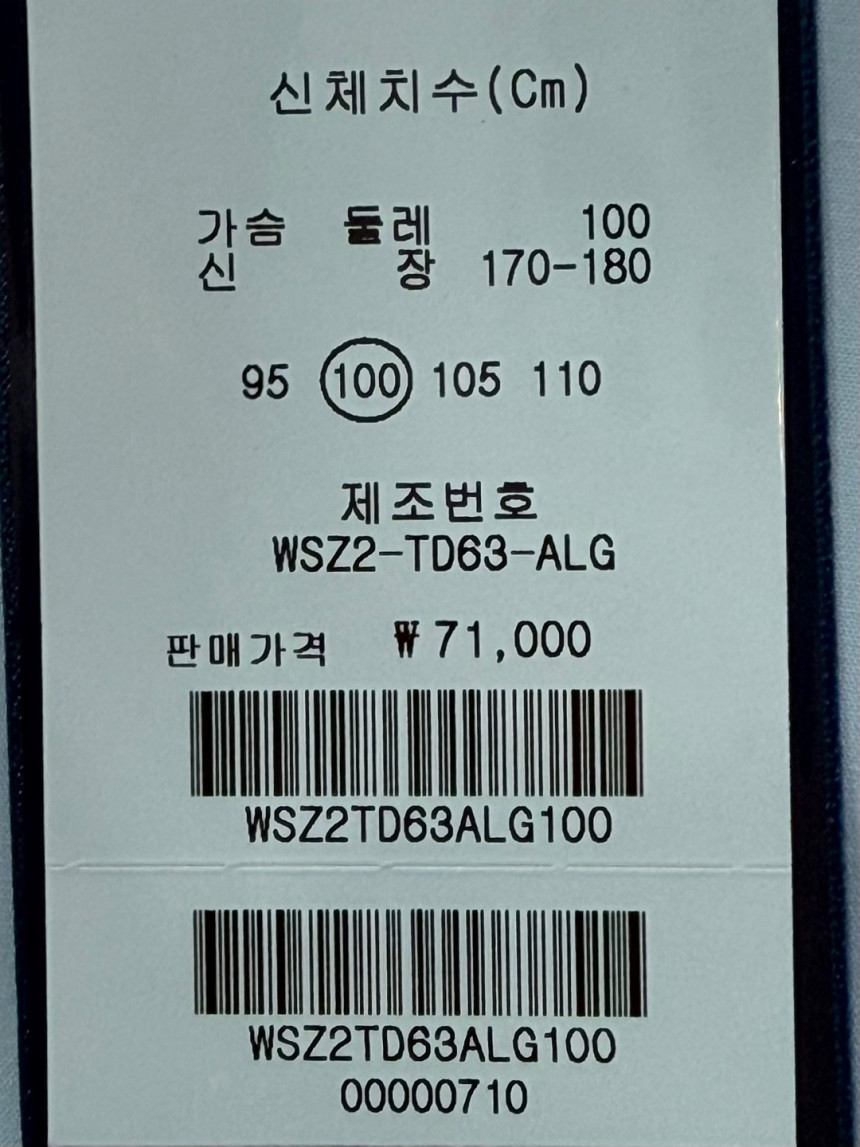 신체치수(Cm)
가슴 둘레 100
신 장 170-180
95 100 105 110
제조번호
WSZ2-TD63-ALG
판매가격 ₩71,000
WSZ2TD63ALG100
WSZ2TD63ALG100
00000710